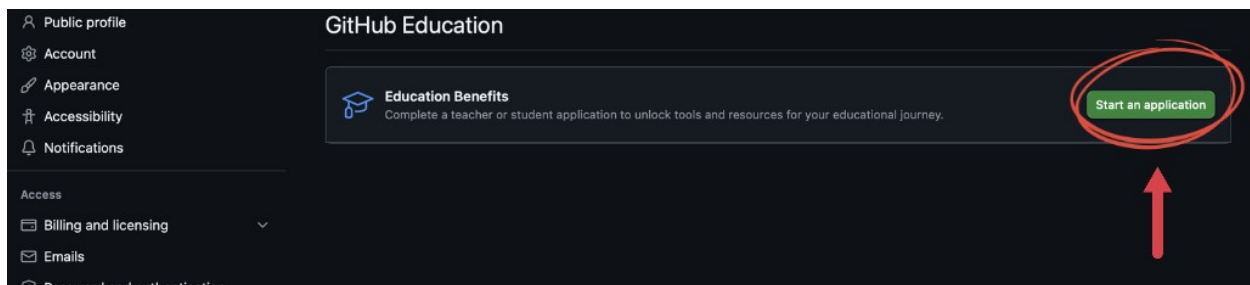 Public profile
Account
Appearance
Accessibility
Notifications
Access
Billing and licensing
Emails
GitHub Education
Education Benefits
Complete a teacher or student application to unlock tools and resources for your educational journey.
Start an application